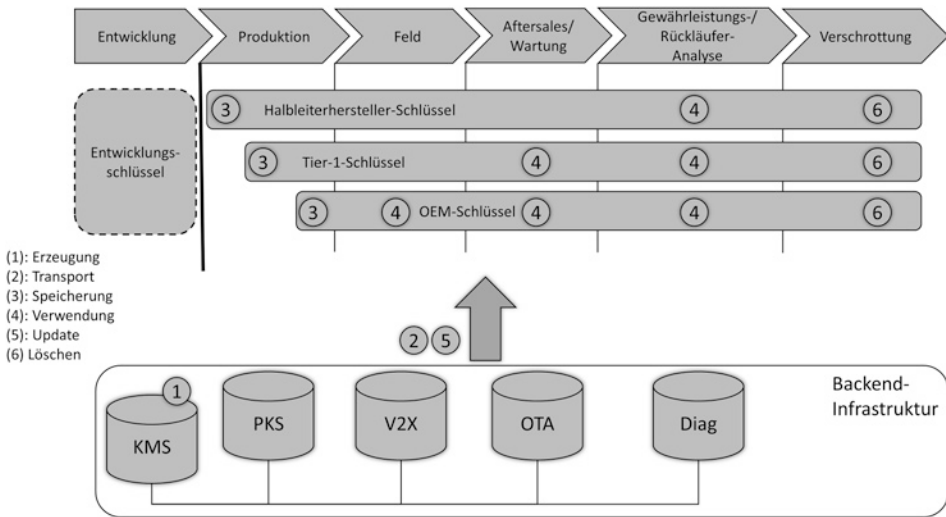 Entwicklung
Produktion
Feld
Aftersales/
Wartung
Gewährleistungs-/
Rückläufer-
Analyse
Verschrottung
Entwicklungs-
schlüssel
3 Halbleiterhersteller-Schlüssel 4 6
3 Tier-1-Schlüssel 4 4 6
3 4 OEM-Schlüssel 4 4 6
(1): Erzeugung
(2): Transport
(3): Speicherung
(4): Verwendung
(5): Update
(6) Löschen
2 5
Backend-
Infrastruktur
1
KMS
PKS
V2X
OTA
Diag